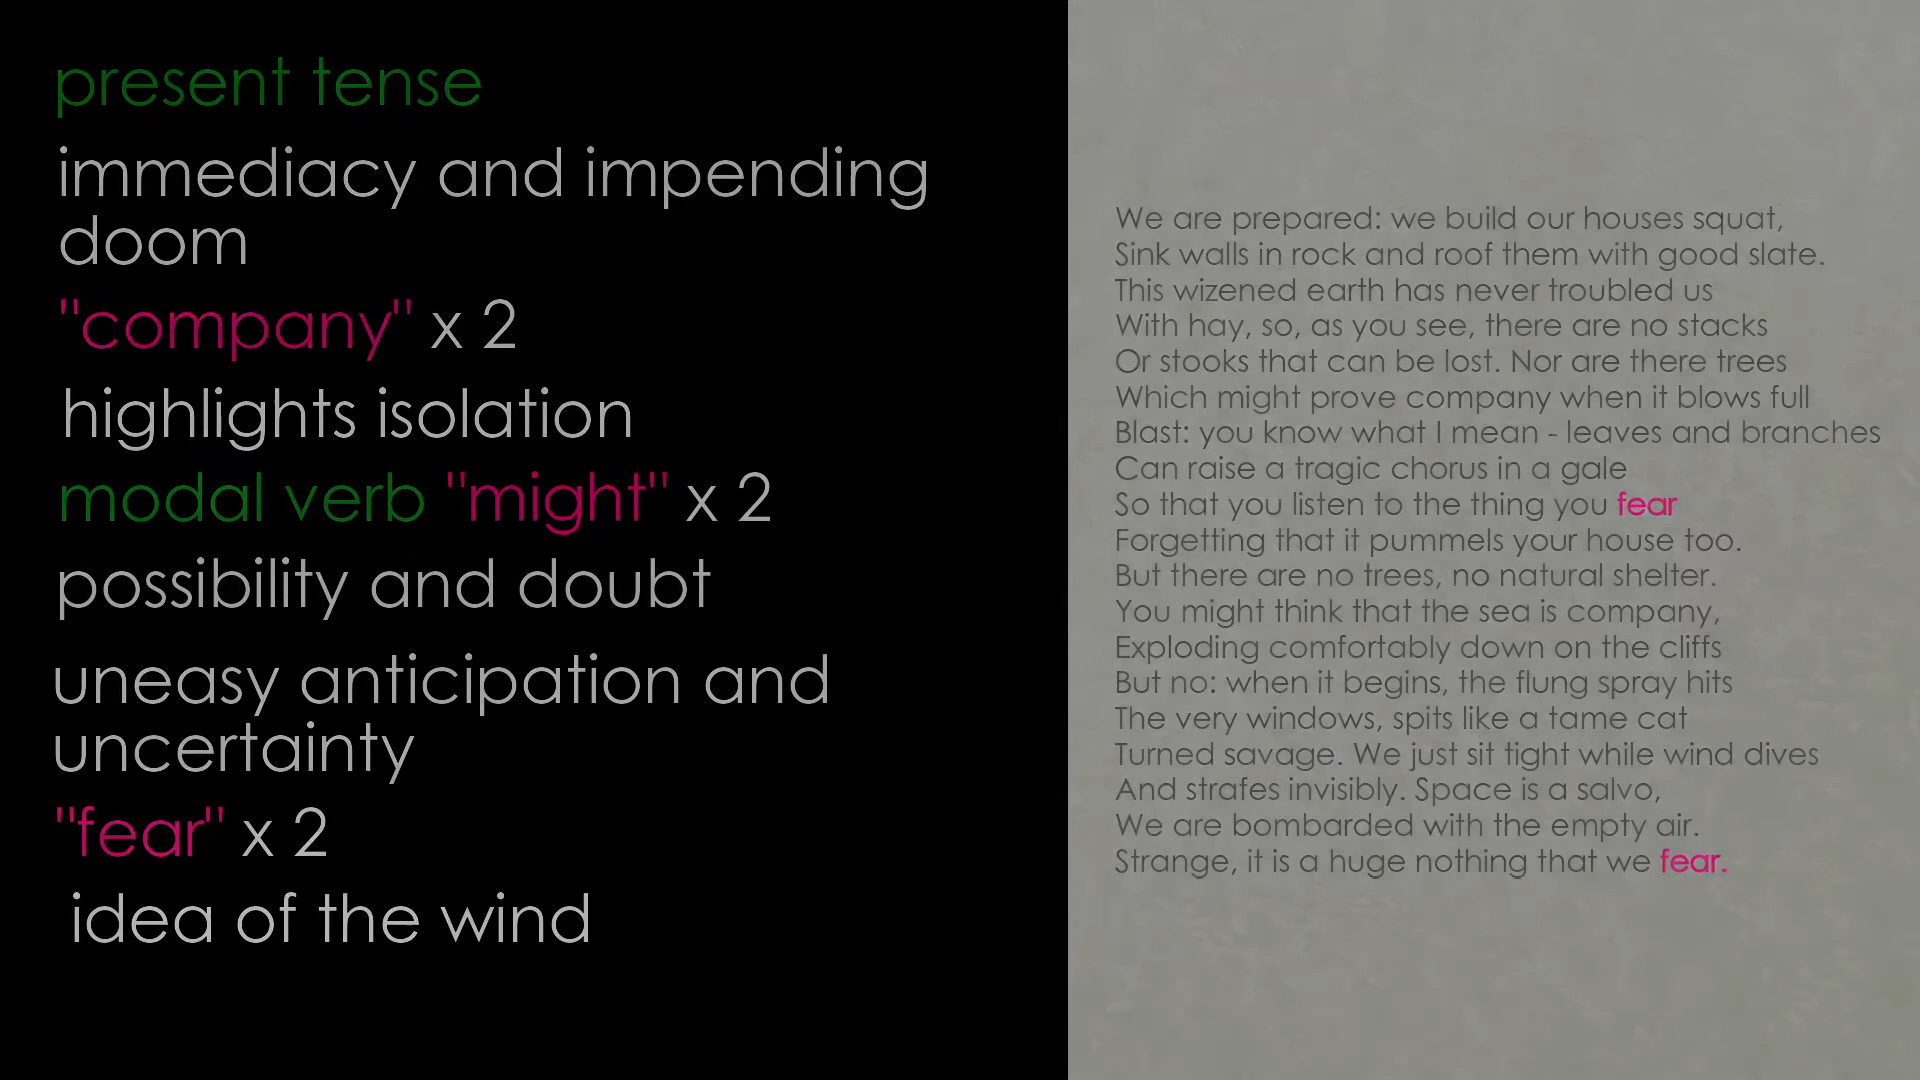 present tense
immediacy and impending
doom
"company" x 2
highlights isolation
modal verb "might" x 2
possibility and doubt
uneasy anticipation and
uncertainty
"fear" x 2
idea of the wind
We are prepared: we build our houses squat,
Sink walls in rock and roof them with good slate.
This wizened earth has never troubled us
With hay, so, as you see, there are no stacks
Or stooks that can be lost. Nor are there trees
Which might prove company when it blows full
Blast: you know what I mean - leaves and branches
Can raise a tragic chorus in a gale
So that you listen to the thing you fear
Forgetting that it pummels your house too.
But there are no trees, no natural shelter.
You might think that the sea is company,
Exploding comfortably down on the cliffs
But no: when it begins, the flung spray hits
The very windows, spits like a tame cat
Turned savage. We just sit tight while wind dives
And strafes invisibly. Space is a salvo,
We are bombarded with the empty air.
Strange, it is a huge nothing that we fear.